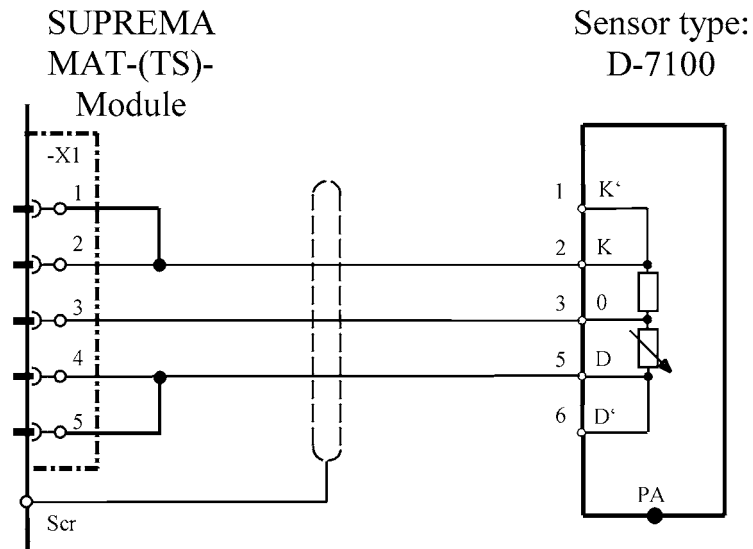 SUPREMA
MAT-(TS)-
Module
Sensor type:
D-7100
-X1
1
2
3
4
5
Scr
1 K‘
2 K
3 0
5 D
6 D‘
PA